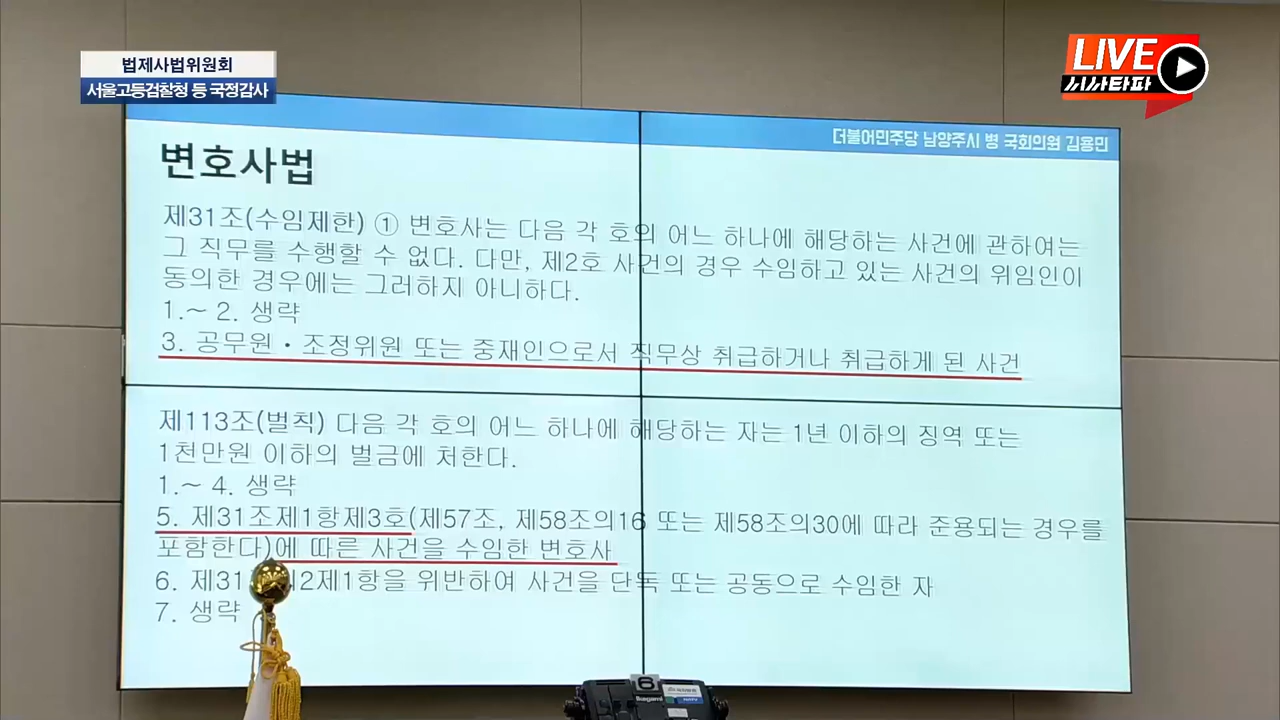 법제사법위원회
서울고등검찰청 등 국정감사
LIVE
시사타파
더불어민주당 남양주시 병 국회의원 김용민
변호사법
제31조(수임제한) ① 변호사는 다음 각 호의 어느 하나에 해당하는 사건에 관하여는
그 직무를 수행할 수 없다. 다만, 제2호 사건의 경우 수임하고 있는 사건의 위임인이
동의한 경우에는 그러하지 아니하다.
1.~ 2. 생략
3. 공무원・조정위원 또는 중재인으로서 직무상 취급하거나 취급하게 된 사건
제113조(벌칙) 다음 각 호의 어느 하나에 해당하는 자는 1년 이하의 징역 또는
1천만원 이하의 벌금에 처한다.
1.~ 4. 생략
5. 제31조제1항제3호(제57조, 제58조의16 또는 제58조의30에 따라 준용되는 경우를
포함한다)에 따른 사건을 수임한 변호사
6. 제31 2제1항을 위반하여 사건을 단독 또는 공동으로 수임한 자
7. 생략
6
Ikegami